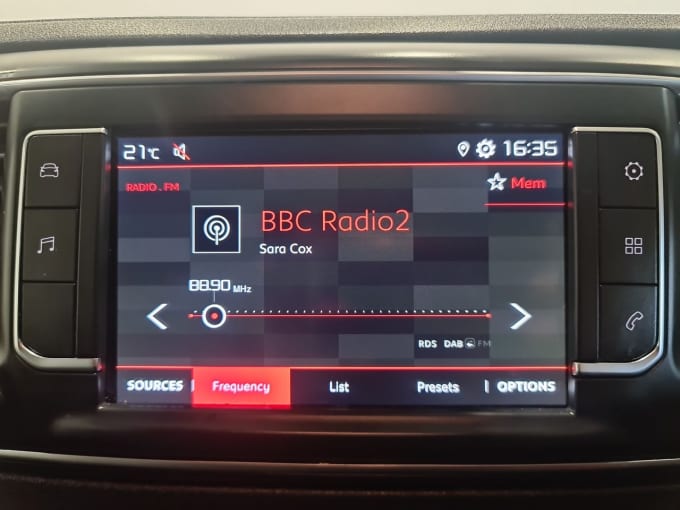 21°C 16:35
RADIO . FM
Mem
BBC Radio2
Sara Cox
88.90 MHz
RDS DAB FM
SOURCES Frequency List Presets OPTIONS